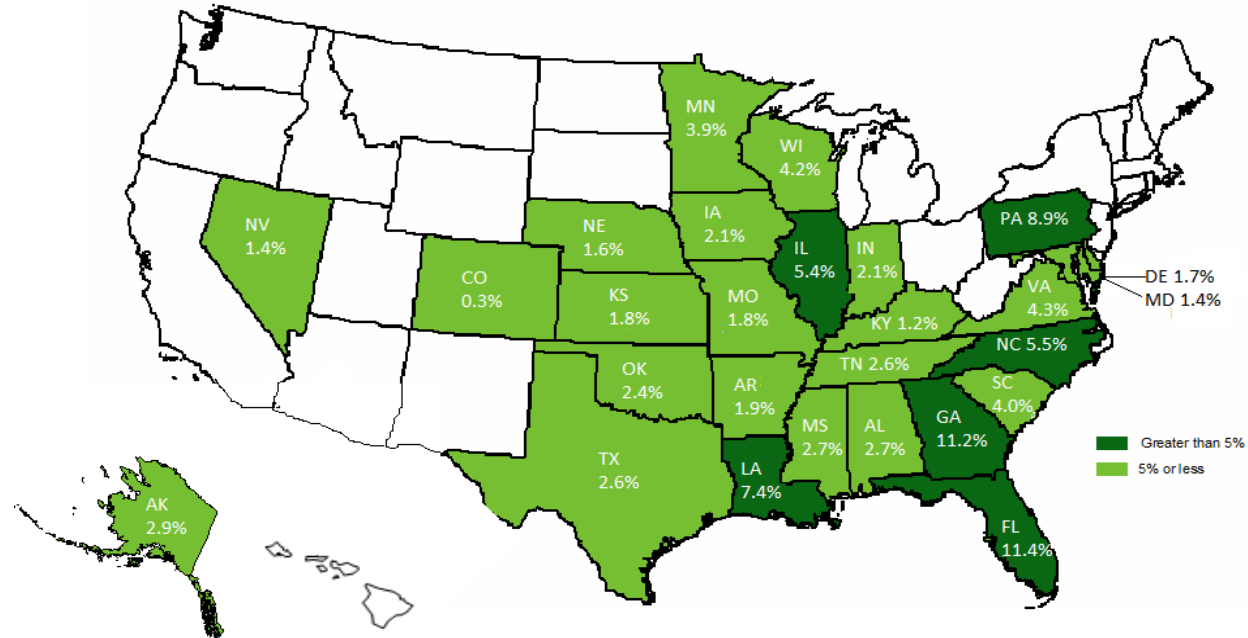 MN
3.9%
WI
4.2%
NV
1.4%
NE
1.6%
IA
2.1%
IL
5.4%
IN
2.1%
PA 8.9%
DE 1.7%
MD 1.4%
CO
0.3%
KS
1.8%
MO
1.8%
KY 1.2%
VA
4.3%
NC 5.5%
TN 2.6%
OK
2.4%
AR
1.9%
SC
4.0%
MS
2.7%
AL
2.7%
GA
11.2%
TX
2.6%
LA
7.4%
FL
11.4%
AK
2.9%
Greater than 5%
5% or less